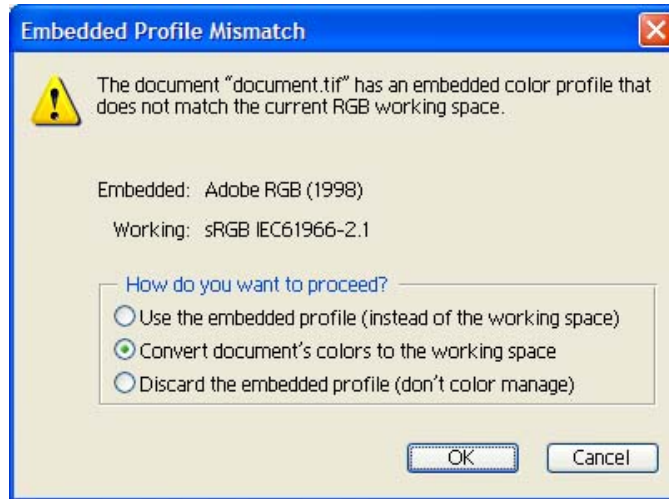 Embedded Profile Mismatch
The document “document.tif” has an embedded color profile that
does not match the current RGB working space.
Embedded: Adobe RGB (1998)
Working: sRGB IEC61966-2.1
How do you want to proceed?
Use the embedded profile (instead of the working space)
Convert document's colors to the working space
Discard the embedded profile (don't color manage)
OK Cancel